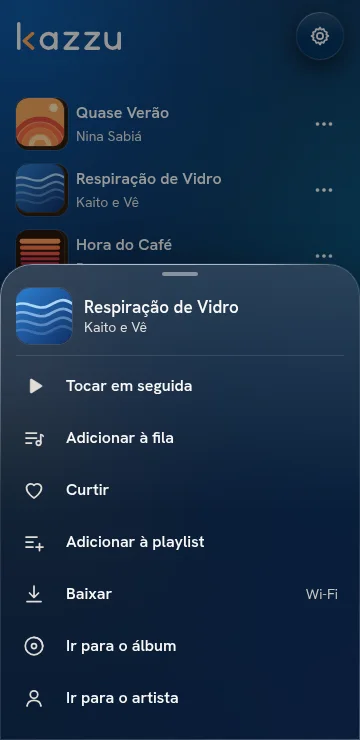 kazzu
Quase Verão
Nina Sabiá
Respiração de Vidro
Kaito e Vê
Hora do Café
Respiração de Vidro
Kaito e Vê
Tocar em seguida
Adicionar à fila
Curtir
Adicionar à playlist
Baixar
Wi-Fi
Ir para o álbum
Ir para o artista